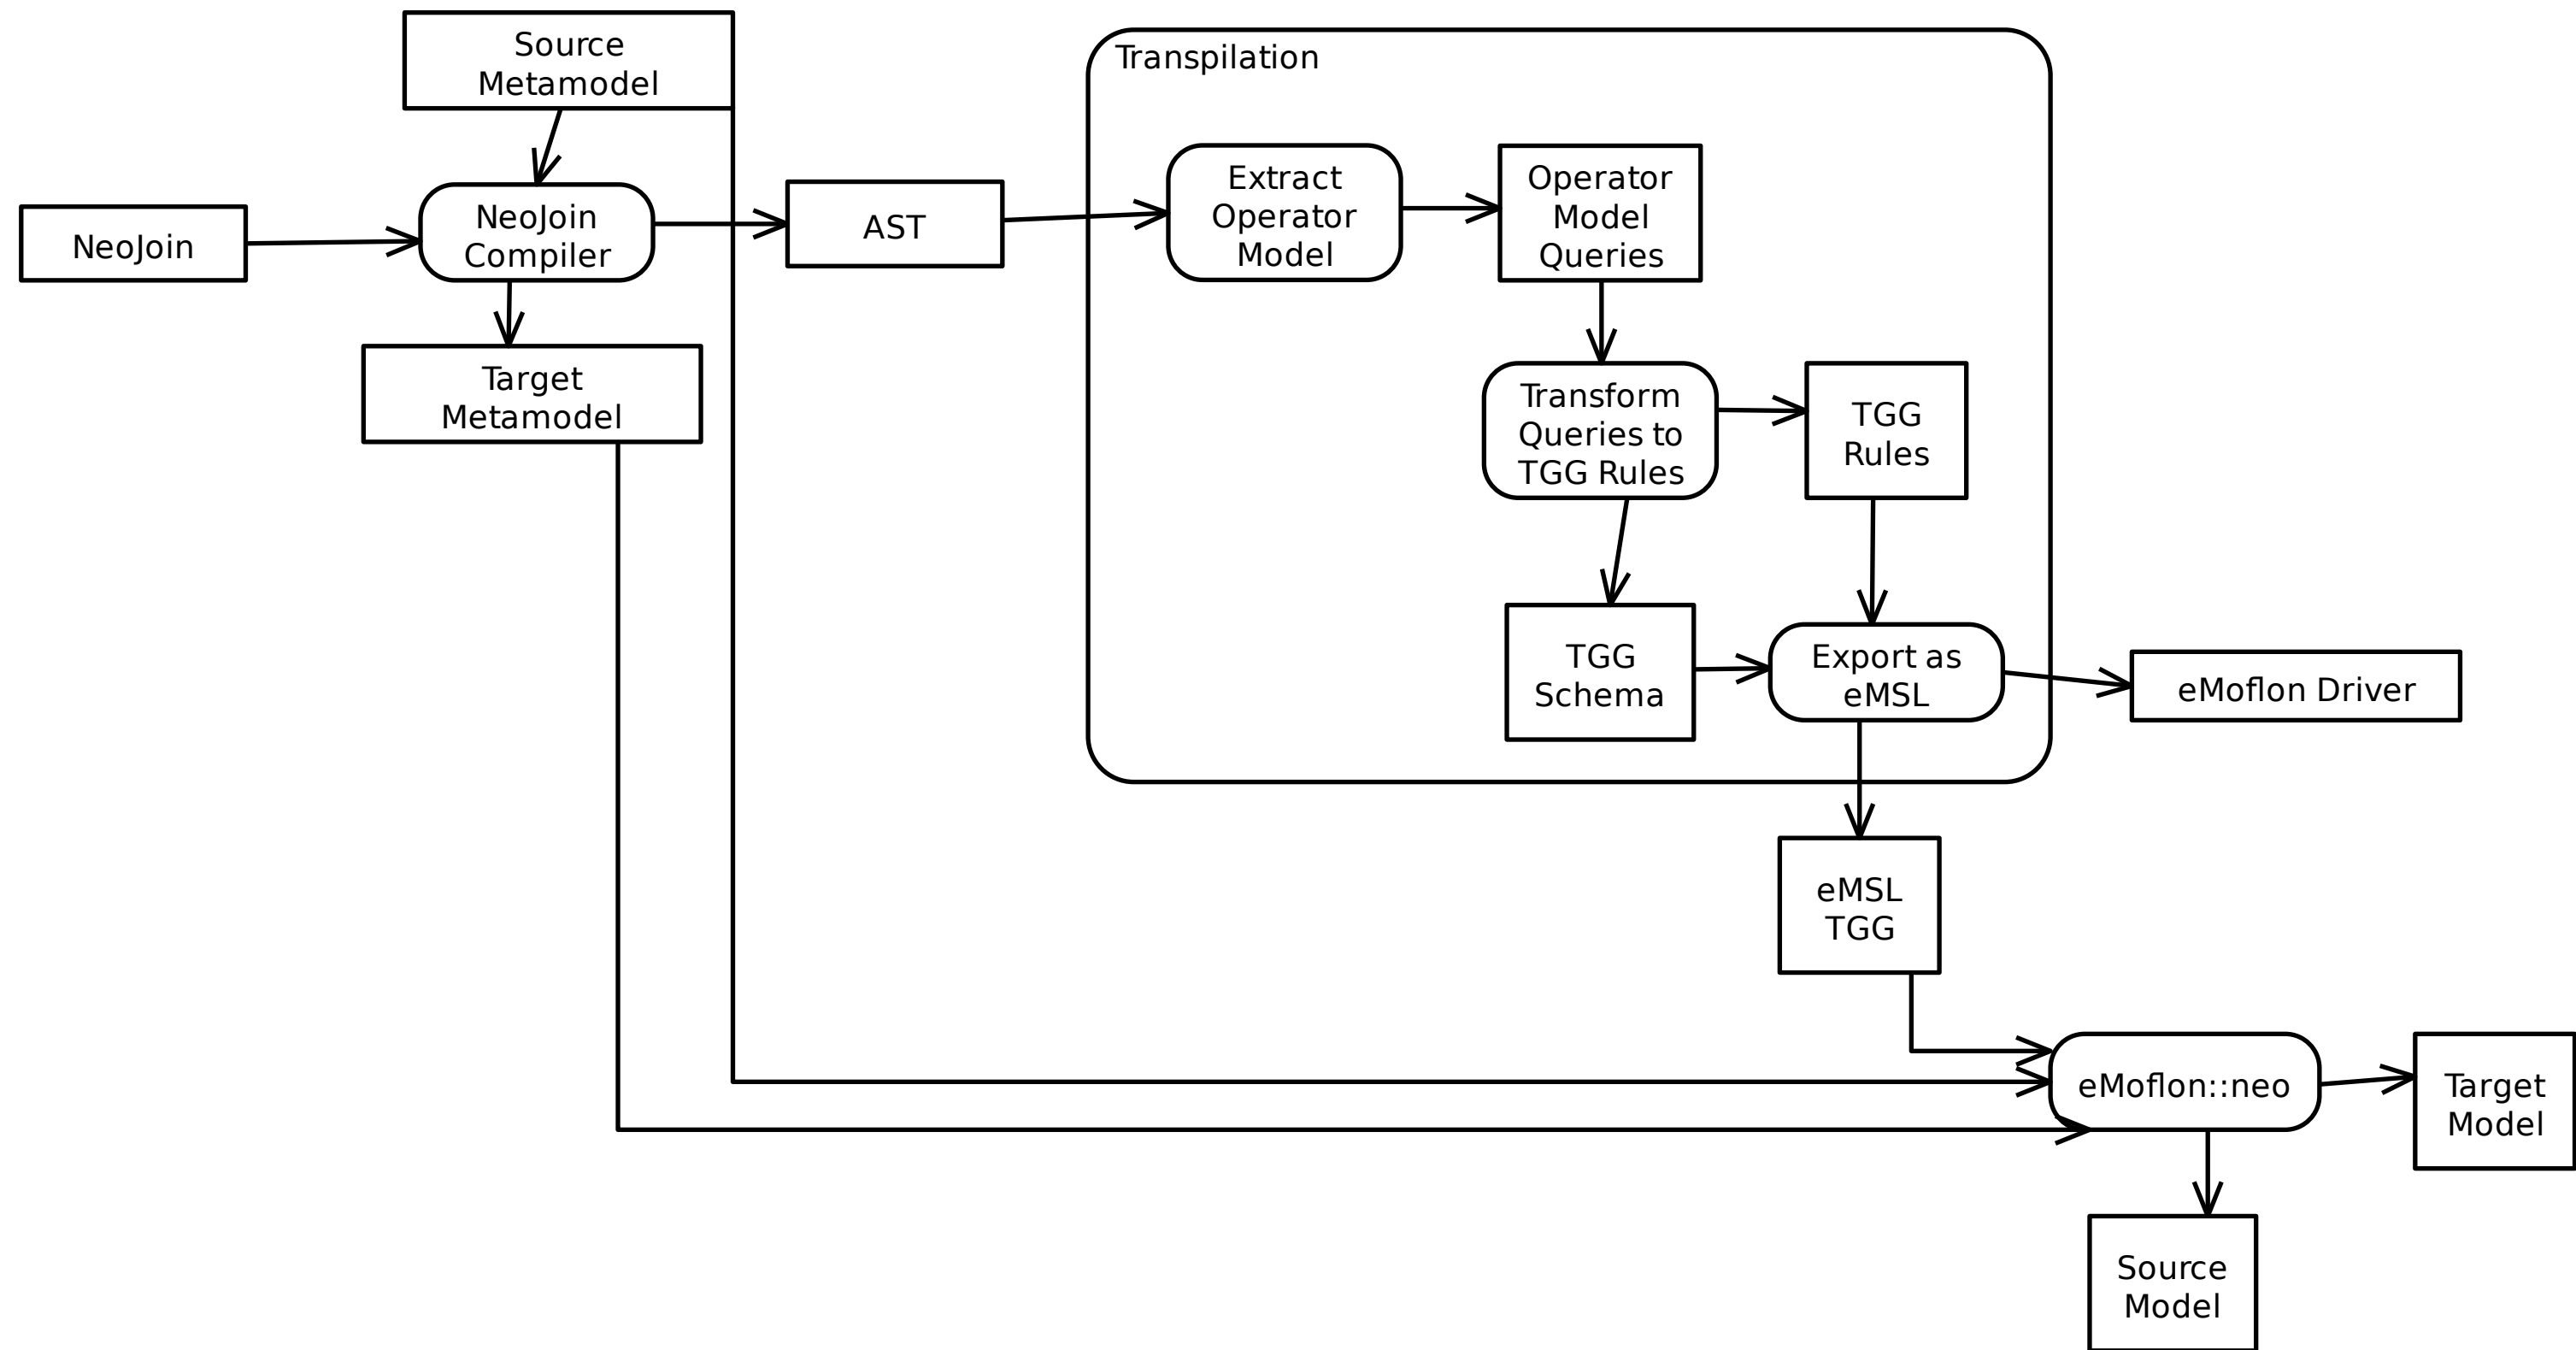 Source
Metamodel
Transpilation
NeoJoin
NeoJoin
Compiler
AST
Extract
Operator
Model
Operator
Model
Queries
Target
Metamodel
Transform
Queries to
TGG Rules
TGG
Rules
TGG
Schema
Export as
eMSL
eMoflon Driver
eMSL
TGG
eMoflon::neo
Target
Model
Source
Model